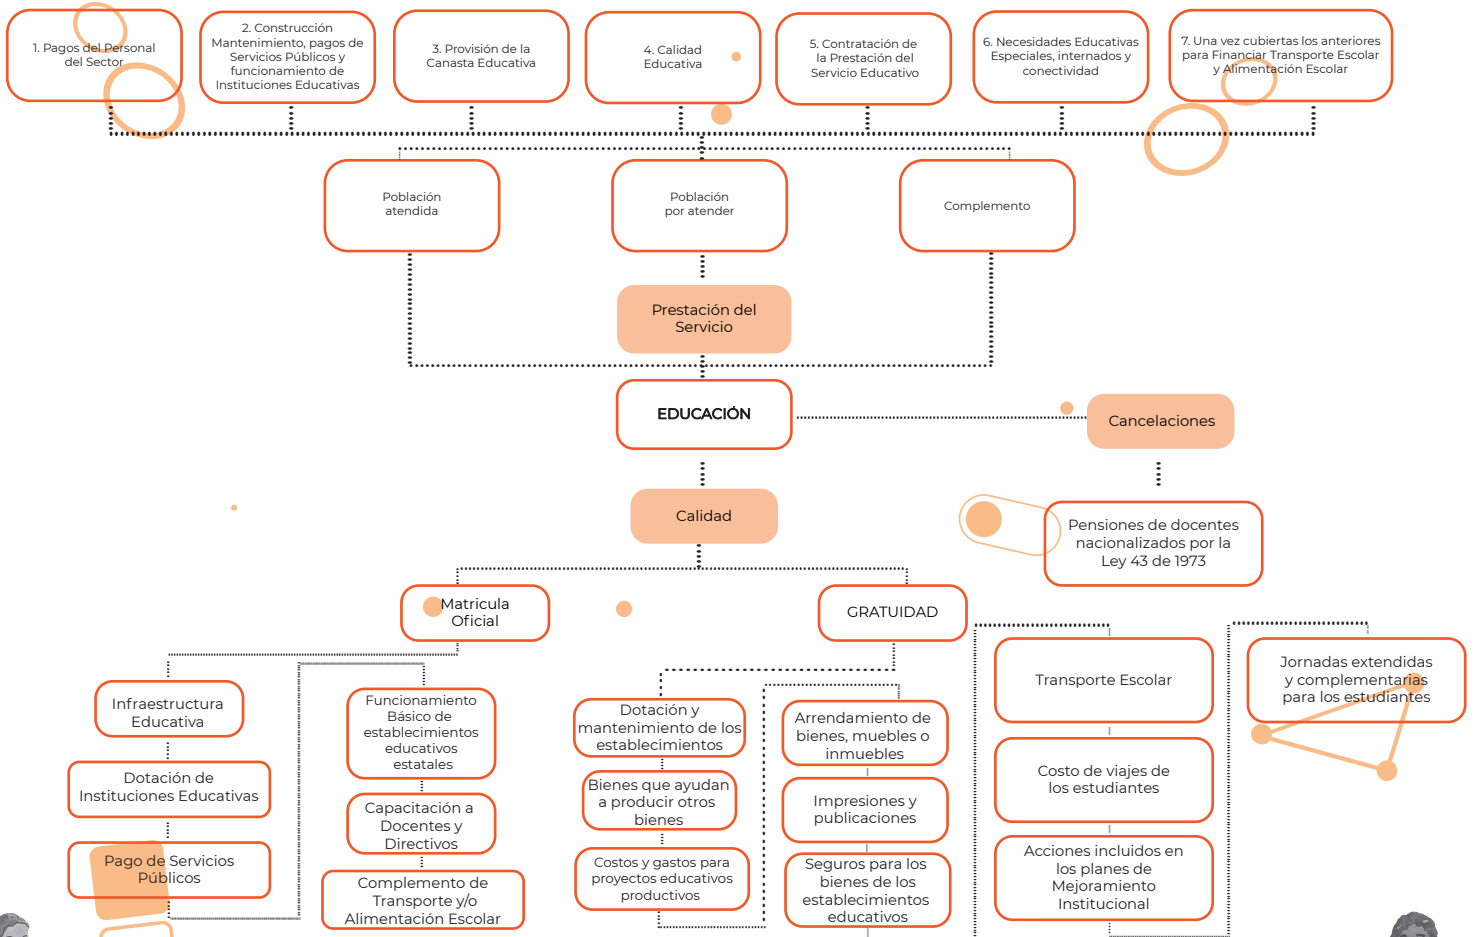 1. Pagos del Personal
del Sector
2. Construcción
Mantenimiento, pagos de
Servicios Públicos y
funcionamiento de
Instituciones Educativas
3. Provisión de la
Canasta Educativa
4. Calidad
Educativa
5. Contratación de
la Prestación del
Servicio Educativo
6. Necesidades Educativas
Especiales, internados y
conectividad
7. Una vez cubiertas los anteriores
para Financiar Transporte Escolar
y Alimentación Escolar
Población
atendida
Población
por atender
Complemento
Prestación del
Servicio
EDUCACIÓN
Cancelaciones
Calidad
Pensiones de docentes
nacionalizados por la
Ley 43 de 1973
Matricula
Oficial
GRATUIDAD
Infraestructura
Educativa
Dotación de
Instituciones Educativas
Pago de Servicios
Públicos
Funcionamiento
Básico de
establecimientos
educativos
estatales
Capacitación a
Docentes y
Directivos
Complemento de
Transporte y/o
Alimentación Escolar
Dotación y
mantenimiento de los
establecimientos
Bienes que ayudan
a producir otros
bienes
Costos y gastos para
proyectos educativos
productivos
Arrendamiento de
bienes, muebles o
inmuebles
Impresiones y
publicaciones
Seguros para los
bienes de los
establecimientos
educativos
Transporte Escolar
Costo de viajes de
los estudiantes
Acciones incluidos en
los planes de
Mejoramiento
Institucional
Jornadas extendidas
y complementarias
para los estudiantes